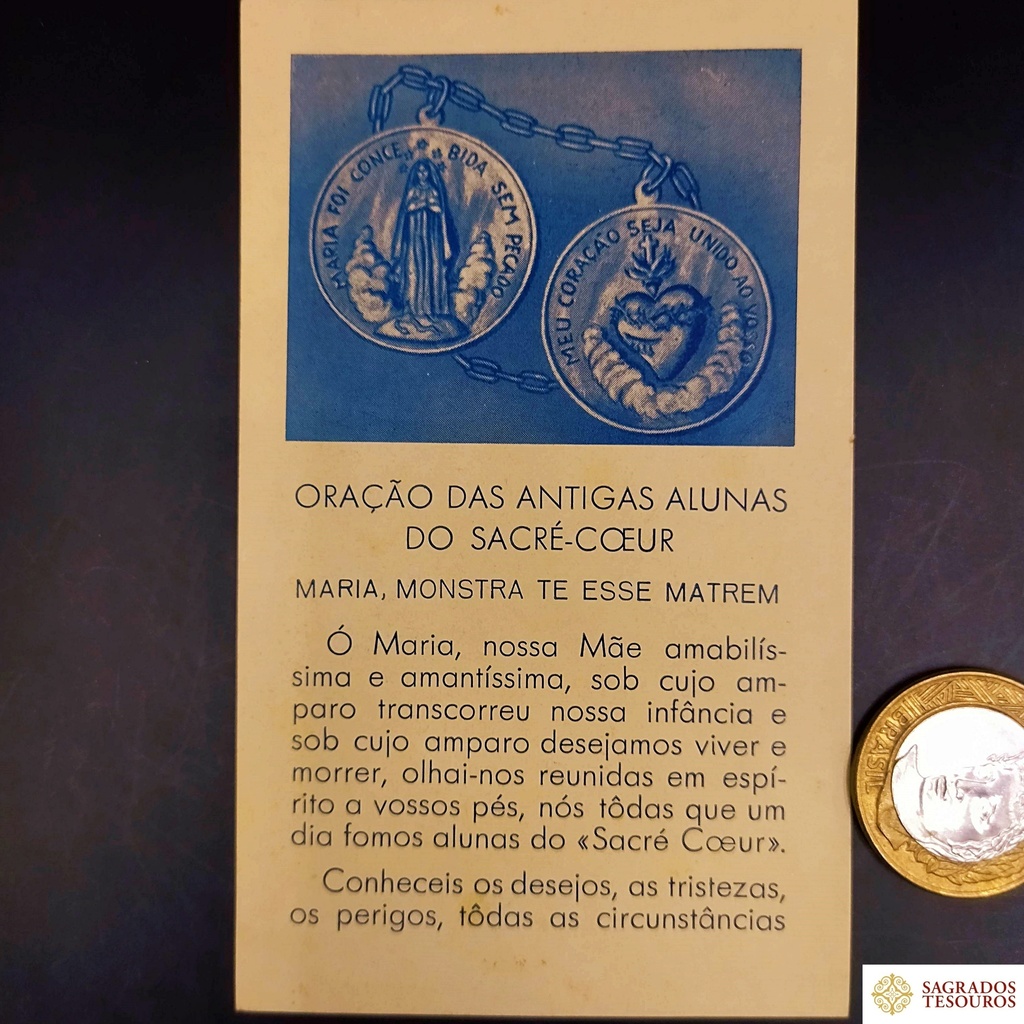 MARIA FOI CONCEBIDA SEM PECADO
MEU CORAÇÃO SEJA UNIDO AO VOSSO
ORAÇÃO DAS ANTIGAS ALUNAS
DO SACRÉ-CŒUR
MARIA, MONSTRA TE ESSE MATREM
Ó Maria, nossa Mãe amabilís-
sima e amantíssima, sob cujo am-
paro transcorreu nossa infância e
sob cujo amparo desejamos viver e
morrer, olhai-nos reunidas em espí-
rito a vossos pés, nós tôdas que um
dia fomos alunas do «Sacré Cœur».
Conheceis os desejos, as tristezas,
os perigos, tôdas as circunstâncias
BRASIL
SAGRADOS
TESOUROS